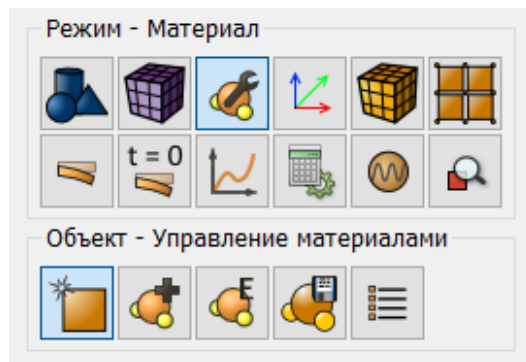 Режим - Материал
t = 0
Объект - Управление материалами
E